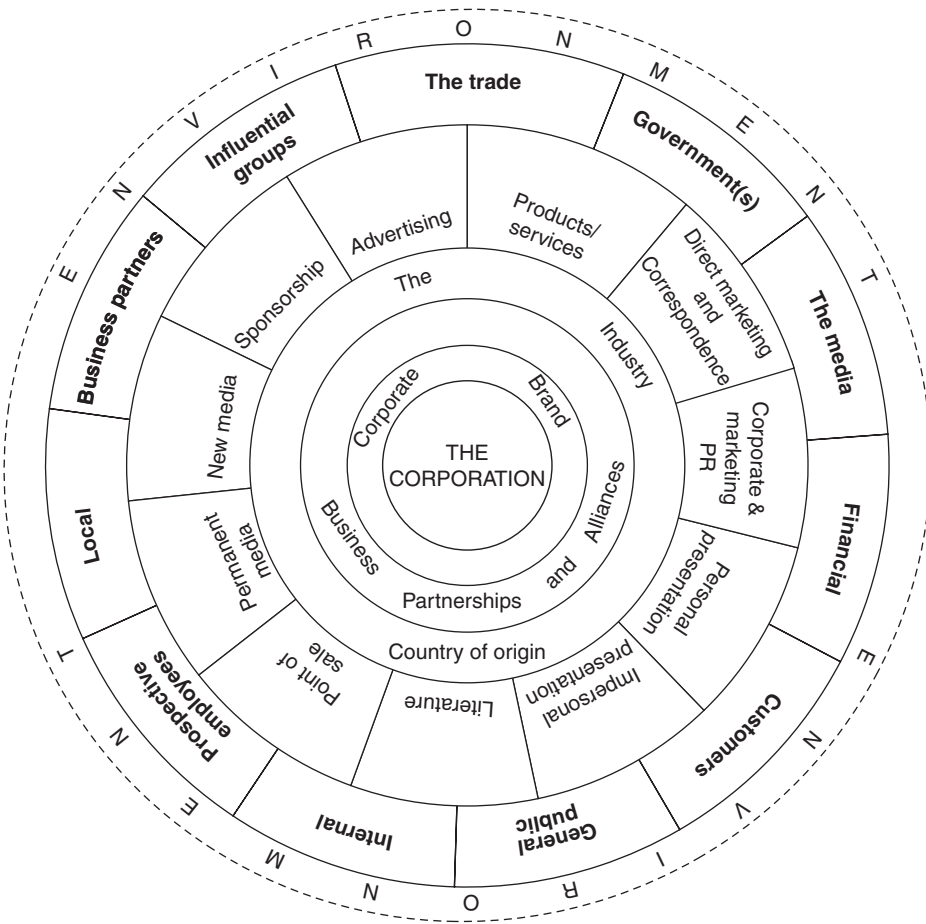 ENVIRONMENT
ENVIRONMENT
The trade
Government(s)
The media
Financial
Customers
General
public
Internal
Prospective
employees
Local
Business partners
Influential
groups
Products/
services
Direct marketing
and
Correspondence
Corporate &
marketing
PR
Personal
presentation
Impersonal
presentation
Literature
Point of
sale
Permanent
media
New media
Sponsorship
Advertising
The Industry
Country of origin
Business Partnerships and Alliances
Corporate Brand
THE
CORPORATION